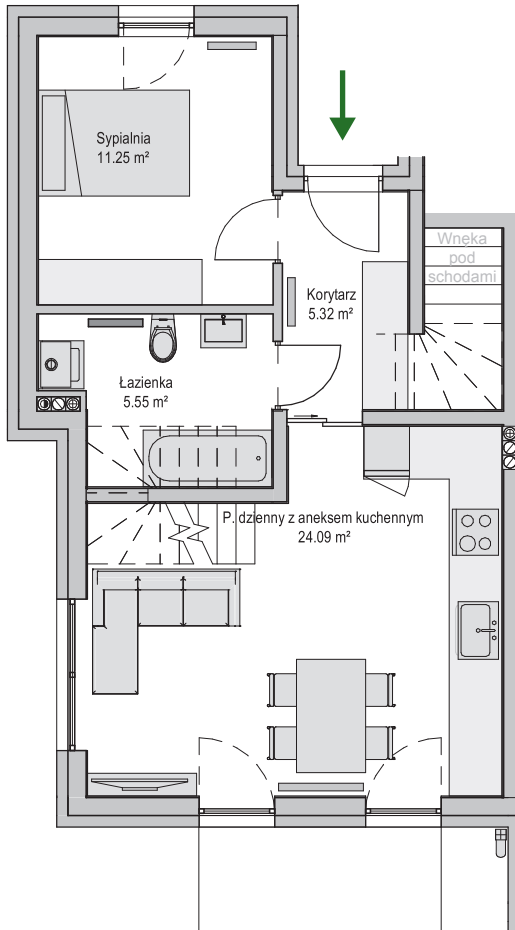 Sypialnia
11.25 m²
Wnęka
pod
schodami
Korytarz
5.32 m²
Łazienka
5.55 m²
P. dzienny z aneksem kuchennym
24.09 m²